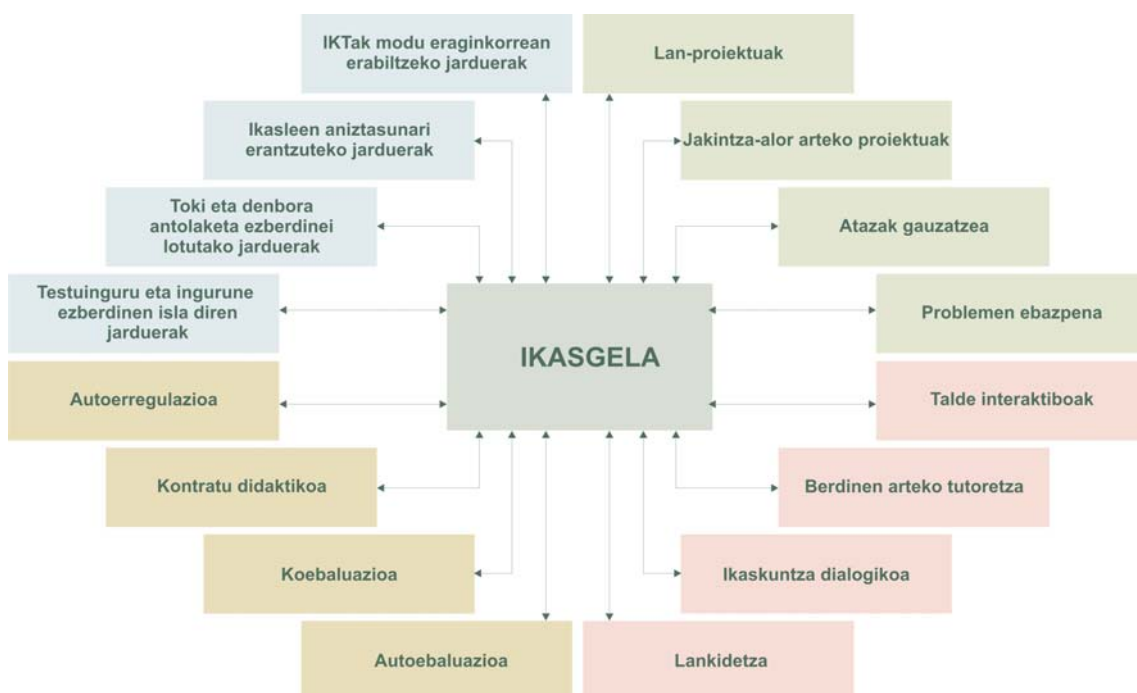 IKTak modu eraginkorrean
erabiltzeko jarduerak
Lan-proiektuak
Ikasleen aniztasunari
erantzuteko jarduerak
Jakintza-alor arteko proiektuak
Toki eta denbora
antolaketa ezberdinei
lotutako jarduerak
Atazak gauzatzea
Testuinguru eta ingurune
ezberdinen isla diren
jarduerak
Problemen ebazpena
IKASGELA
Autoerregulazioa
Talde interaktiboak
Kontratu didaktikoa
Berdinen arteko tutoretza
Koebaluazioa
Ikaskuntza dialogikoa
Autoebaluazioa
Lankidetza